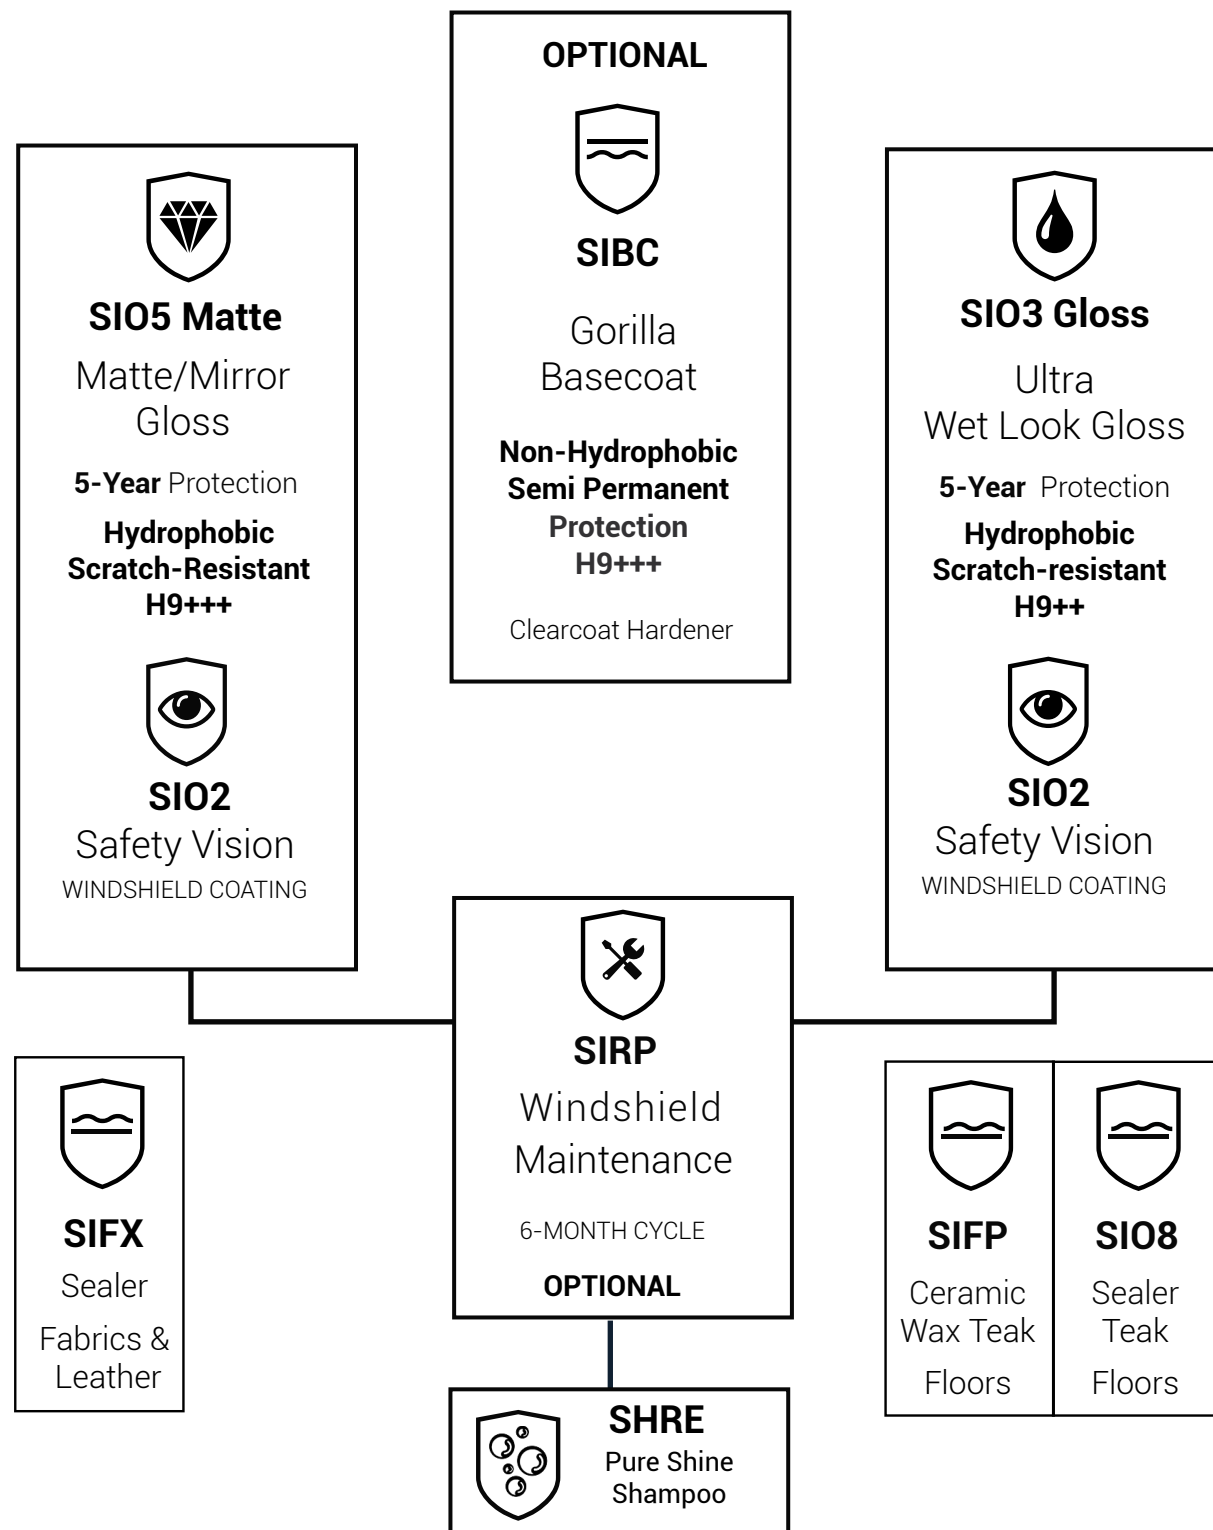 OPTIONAL
SIBC
Gorilla
Basecoat
Non-Hydrophobic
Semi Permanent
Protection
H9+++
Clearcoat Hardener
SIO5 Matte
Matte/Mirror
Gloss
5-Year Protection
Hydrophobic
Scratch-Resistant
H9+++
SIO2
Safety Vision
WINDSHIELD COATING
SIO3 Gloss
Ultra
Wet Look Gloss
5-Year Protection
Hydrophobic
Scratch-resistant
H9++
SIO2
Safety Vision
WINDSHIELD COATING
SIRP
Windshield
Maintenance
6-MONTH CYCLE
OPTIONAL
SIFX
Sealer
Fabrics &
Leather
SIFP
Ceramic
Wax Teak
Floors
SIO8
Sealer
Teak
Floors
SHRE
Pure Shine
Shampoo